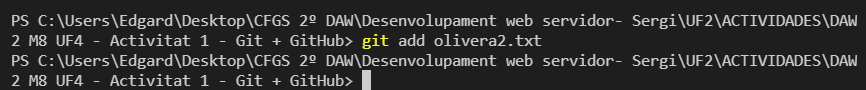 PS C:\Users\Edgard\Desktop\CFGS 2º DAW\Desenvolupament web servidor- Sergi\UF2\ACTIVIDADES\DAW
2 M8 UF4 - Activitat 1 - Git + GitHub> git add olivera2.txt
PS C:\Users\Edgard\Desktop\CFGS 2º DAW\Desenvolupament web servidor- Sergi\UF2\ACTIVIDADES\DAW
2 M8 UF4 - Activitat 1 - Git + GitHub>